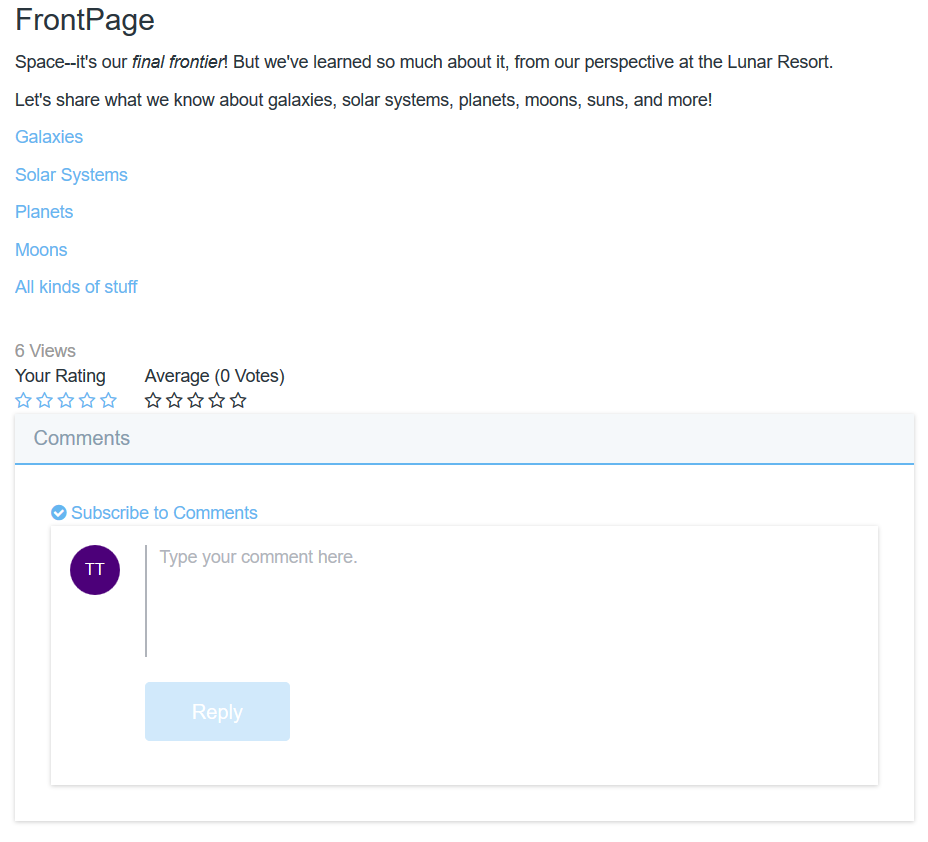 FrontPage
Space--it's our final frontier! But we've learned so much about it, from our perspective at the Lunar Resort.
Let's share what we know about galaxies, solar systems, planets, moons, suns, and more!
Galaxies
Solar Systems
Planets
Moons
All kinds of stuff
6 Views
Your Rating Average (0 Votes)
Comments
Subscribe to Comments
TT Type your comment here.
Reply